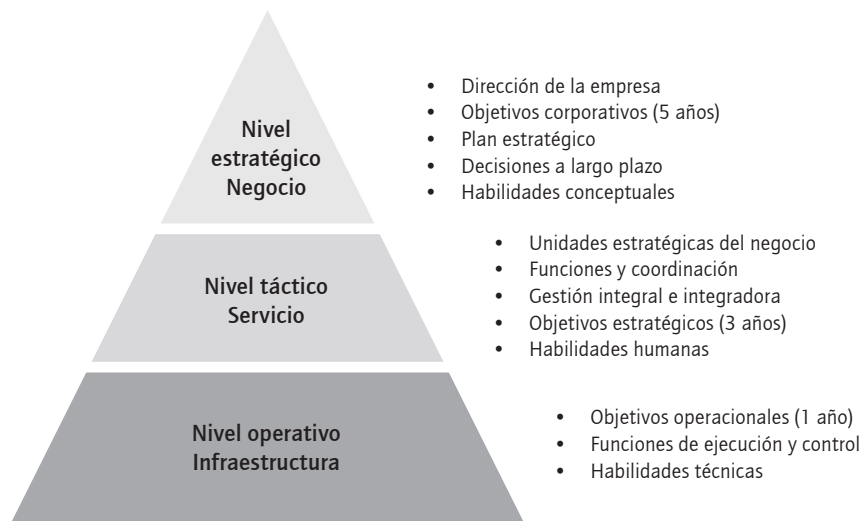 Nivel
estratégico
Negocio
• Dirección de la empresa
• Objetivos corporativos (5 años)
• Plan estratégico
• Decisiones a largo plazo
• Habilidades conceptuales
Nivel táctico
Servicio
• Unidades estratégicas del negocio
• Funciones y coordinación
• Gestión integral e integradora
• Objetivos estratégicos (3 años)
• Habilidades humanas
Nivel operativo
Infraestructura
• Objetivos operacionales (1 año)
• Funciones de ejecución y control
• Habilidades técnicas